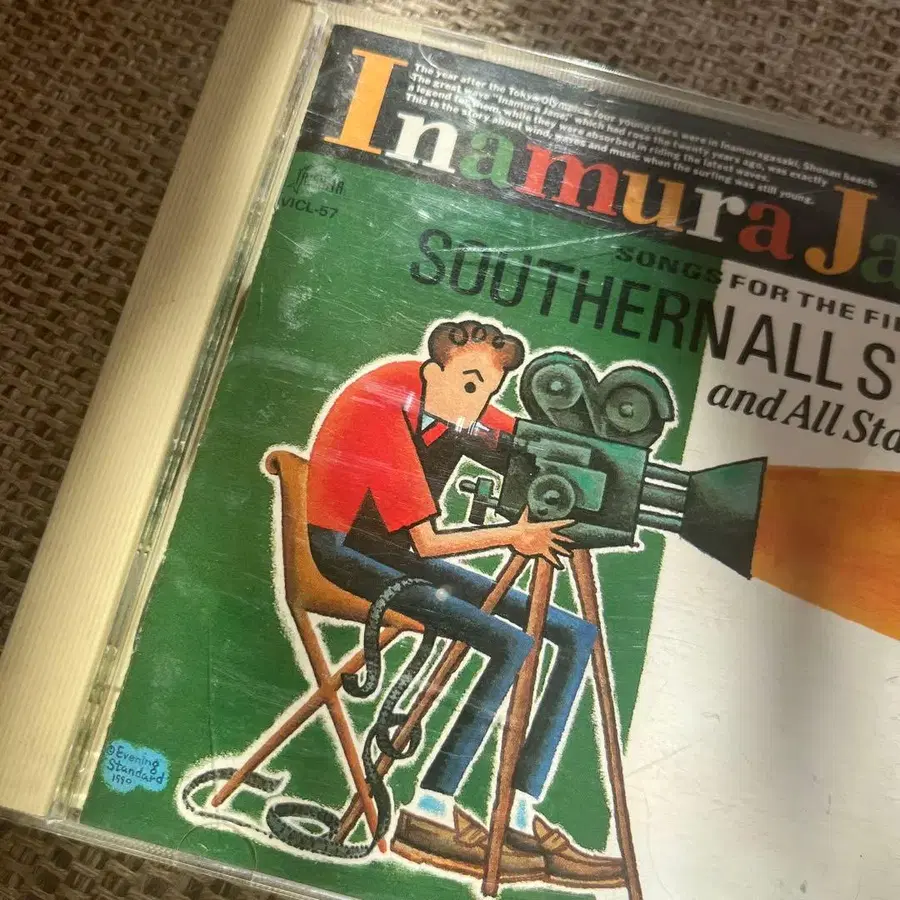 The year after the Tokyo Olympics, four young stars were in Inamuragasaki, Shonan beach.
The great wave "Inamura Jane," which had rose the twenty years ago, was exactly
a legend for them, while they were absorbed in riding the latest waves.
This is the story about wind, waves and music when the surfing was still young.
Inamura Ja
VICL-57
SONGS FOR THE FI
SOUTHERN ALL S
and All Sta
©Evening
Standard
1990